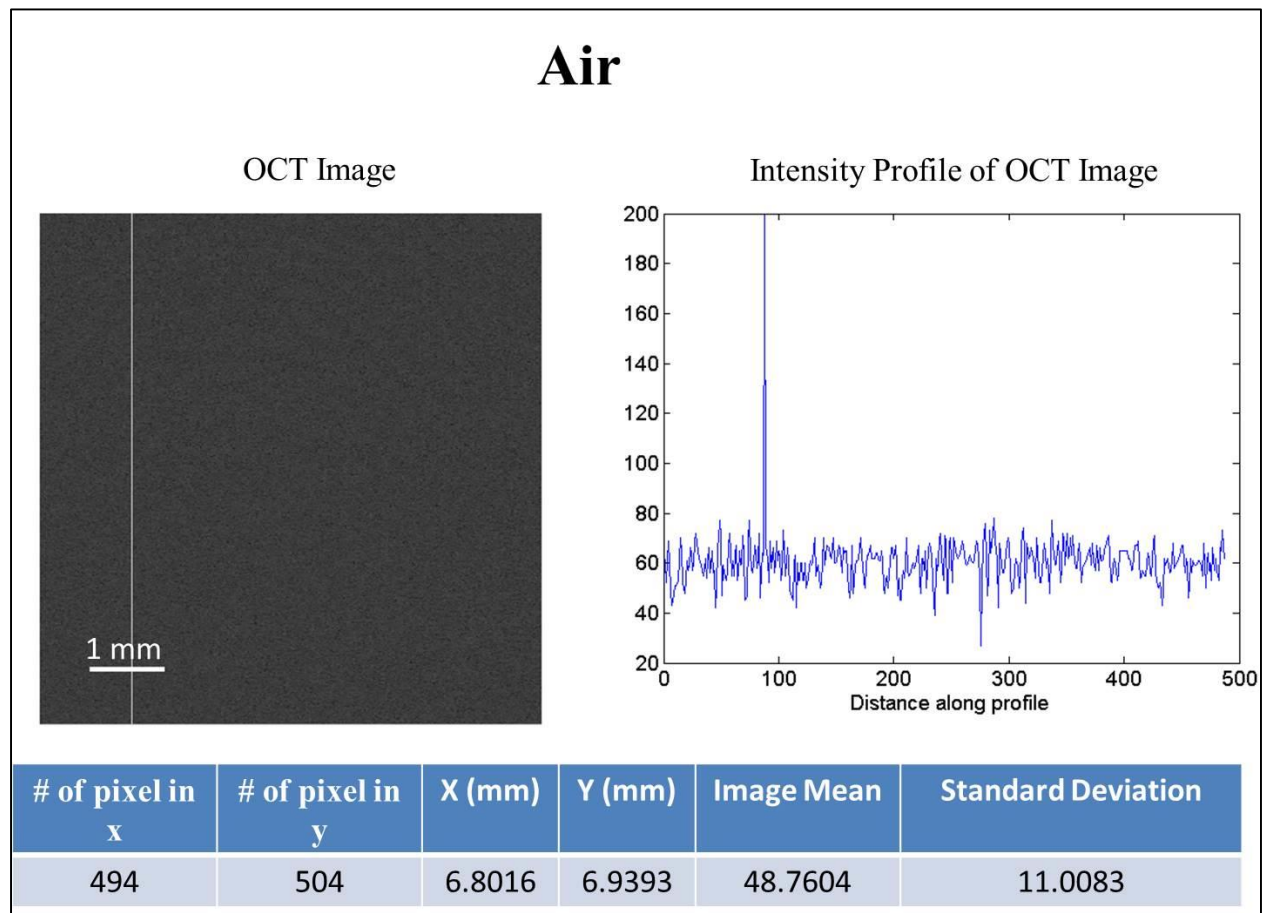 Air
OCT Image
Intensity Profile of OCT Image
1 mm
200
180
160
140
120
100
80
60
40
20
0
100
200
300
400
500
Distance along profile
# of pixel in x
# of pixel in y
X (mm)
Y (mm)
Image Mean
Standard Deviation
494
504
6.8016
6.9393
48.7604
11.0083